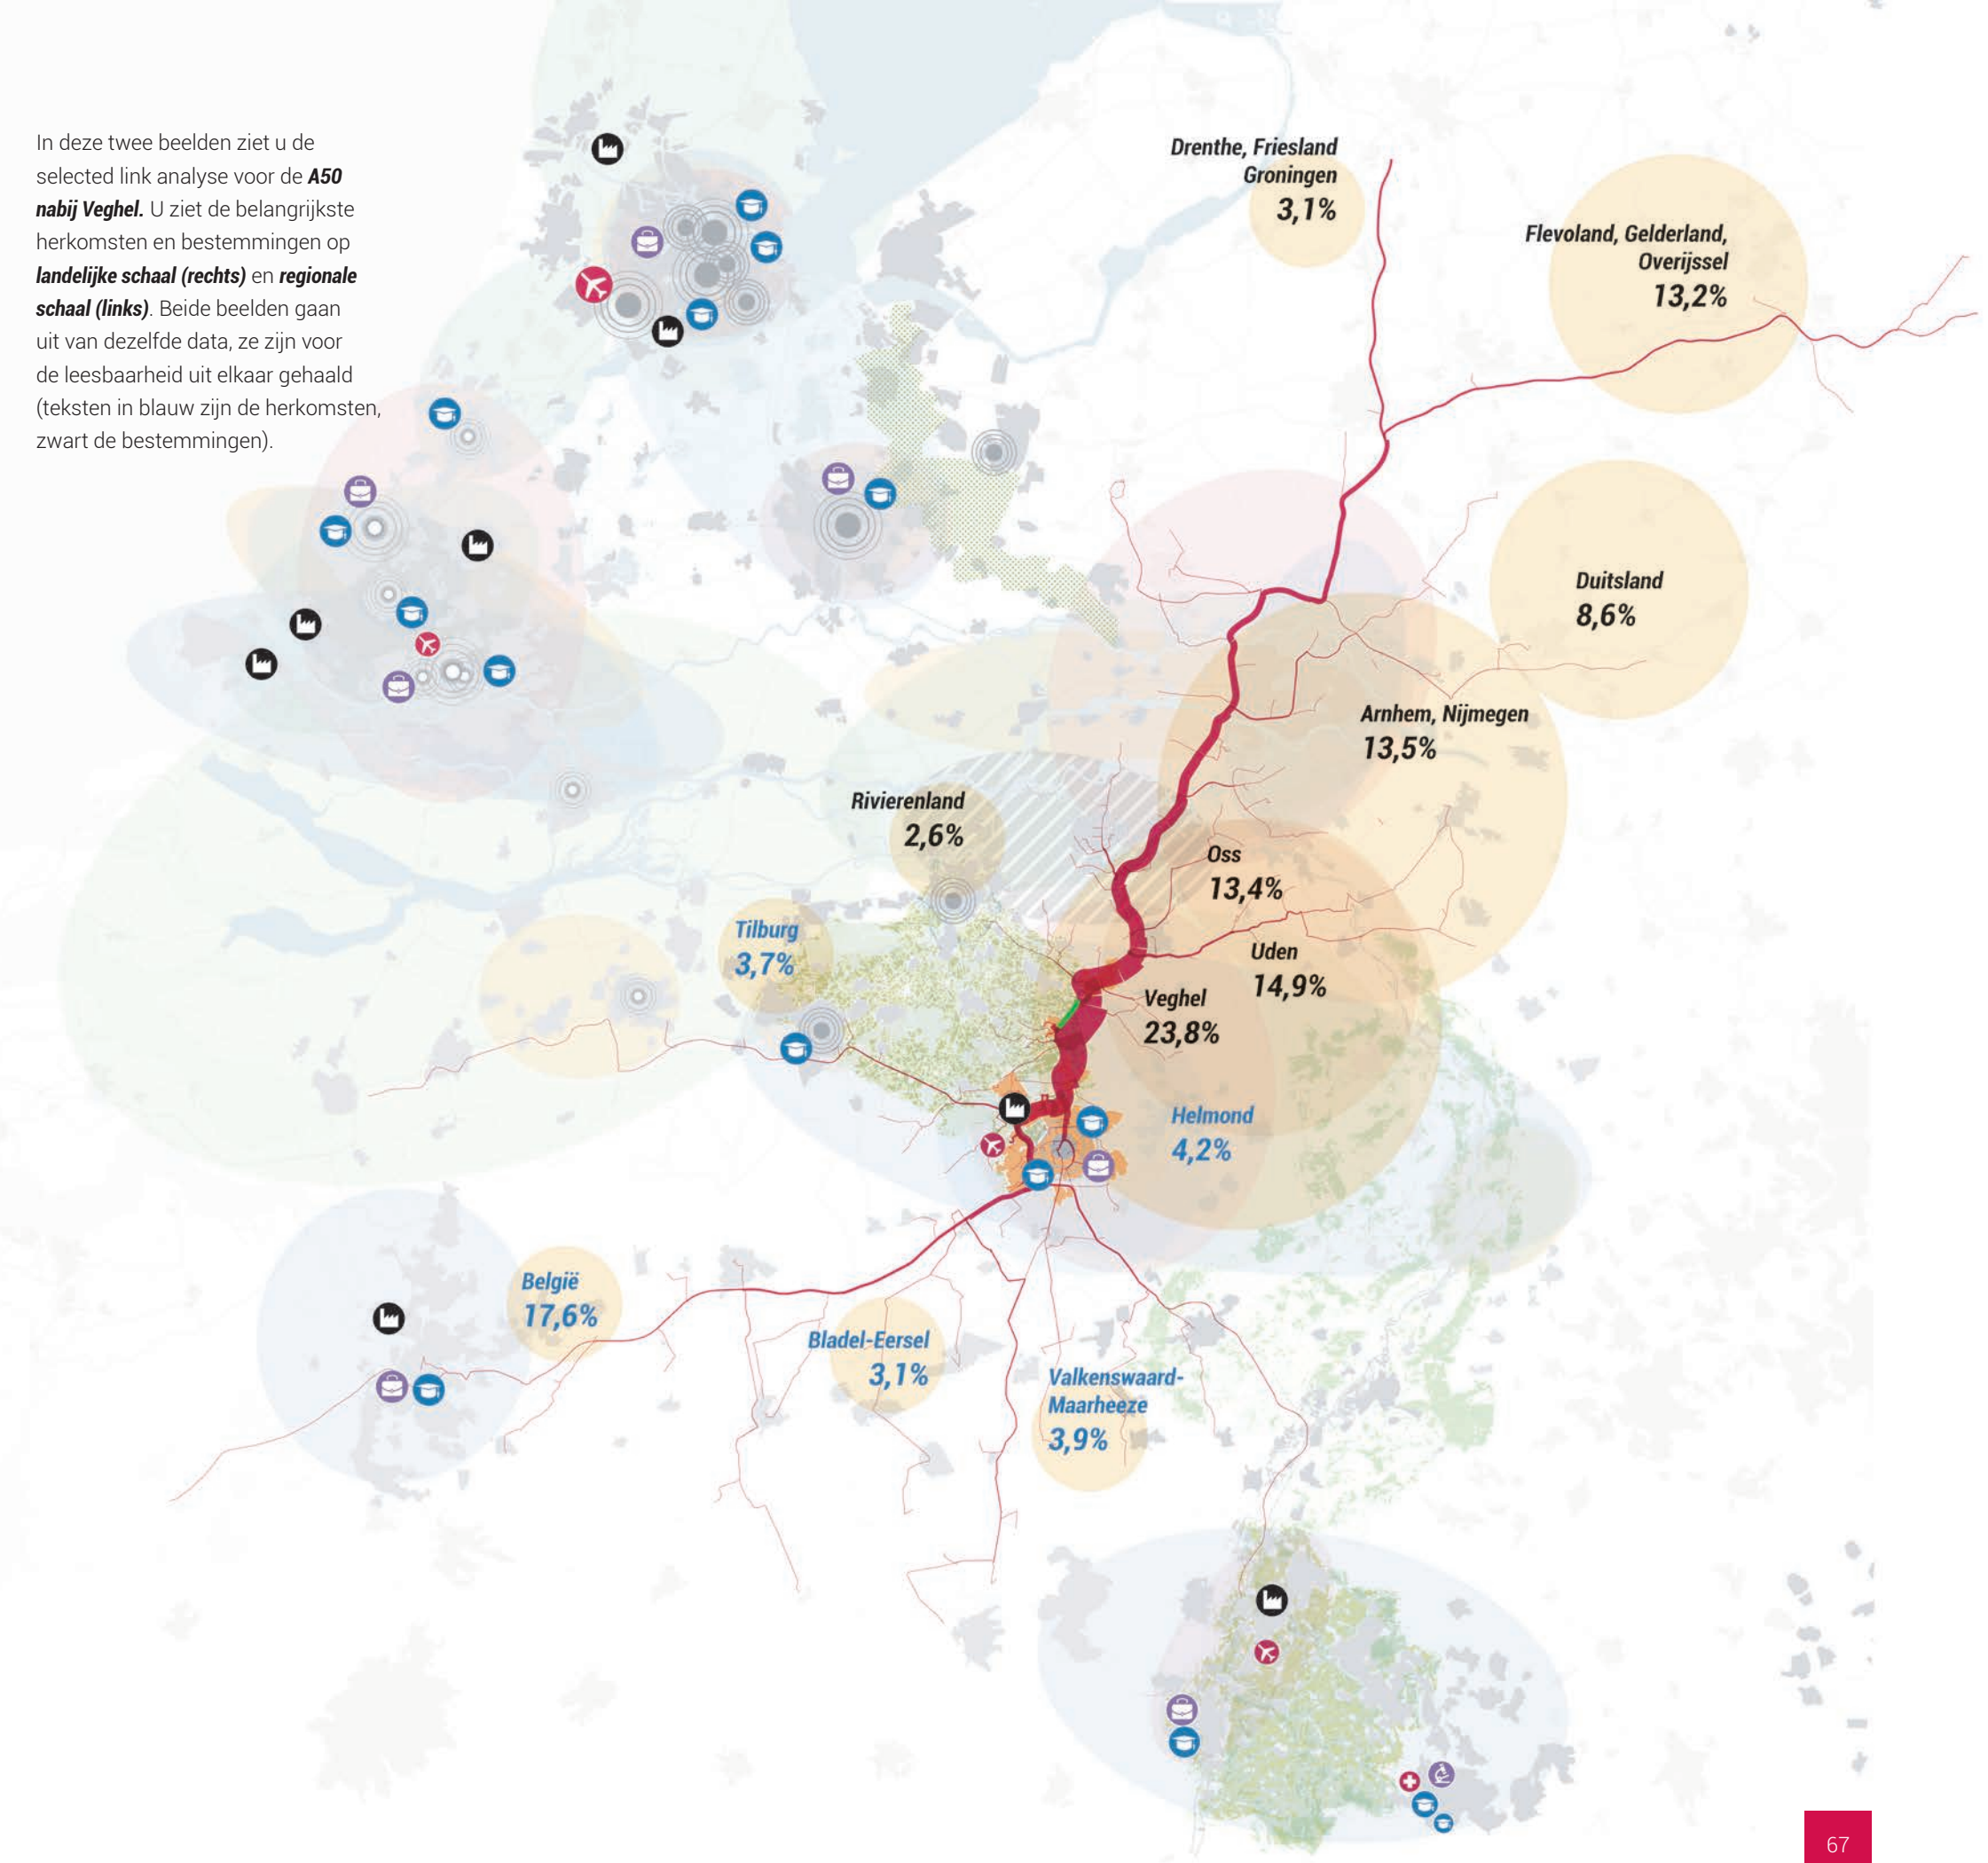 In deze twee beelden ziet u de
selected link analyse voor de A50
nabij Veghel. U ziet de belangrijkste
herkomsten en bestemmingen op
landelijke schaal (rechts) en regionale
schaal (links). Beide beelden gaan
uit van dezelfde data, ze zijn voor
de leesbaarheid uit elkaar gehaald
(teksten in blauw zijn de herkomsten,
zwart de bestemmingen).
Drenthe, Friesland
Groningen
3,1%
Flevoland, Gelderland,
Overijssel
13,2%
Duitsland
8,6%
Arnhem, Nijmegen
13,5%
Rivierenland
2,6%
Oss
13,4%
Tilburg
3,7%
Uden
14,9%
Veghel
23,8%
Helmond
4,2%
België
17,6%
Bladel-Eersel
3,1%
Valkenswaard-
Maarheeze
3,9%
67